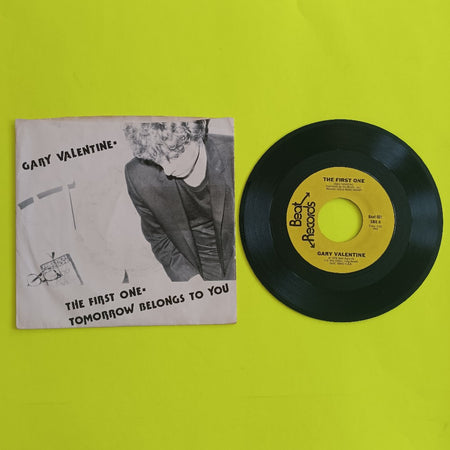 GARY VALENTINE•
THE FIRST ONE•
TOMORROW BELONGS TO YOU
THE FIRST ONE
Beat
Records
GARY VALENTINE